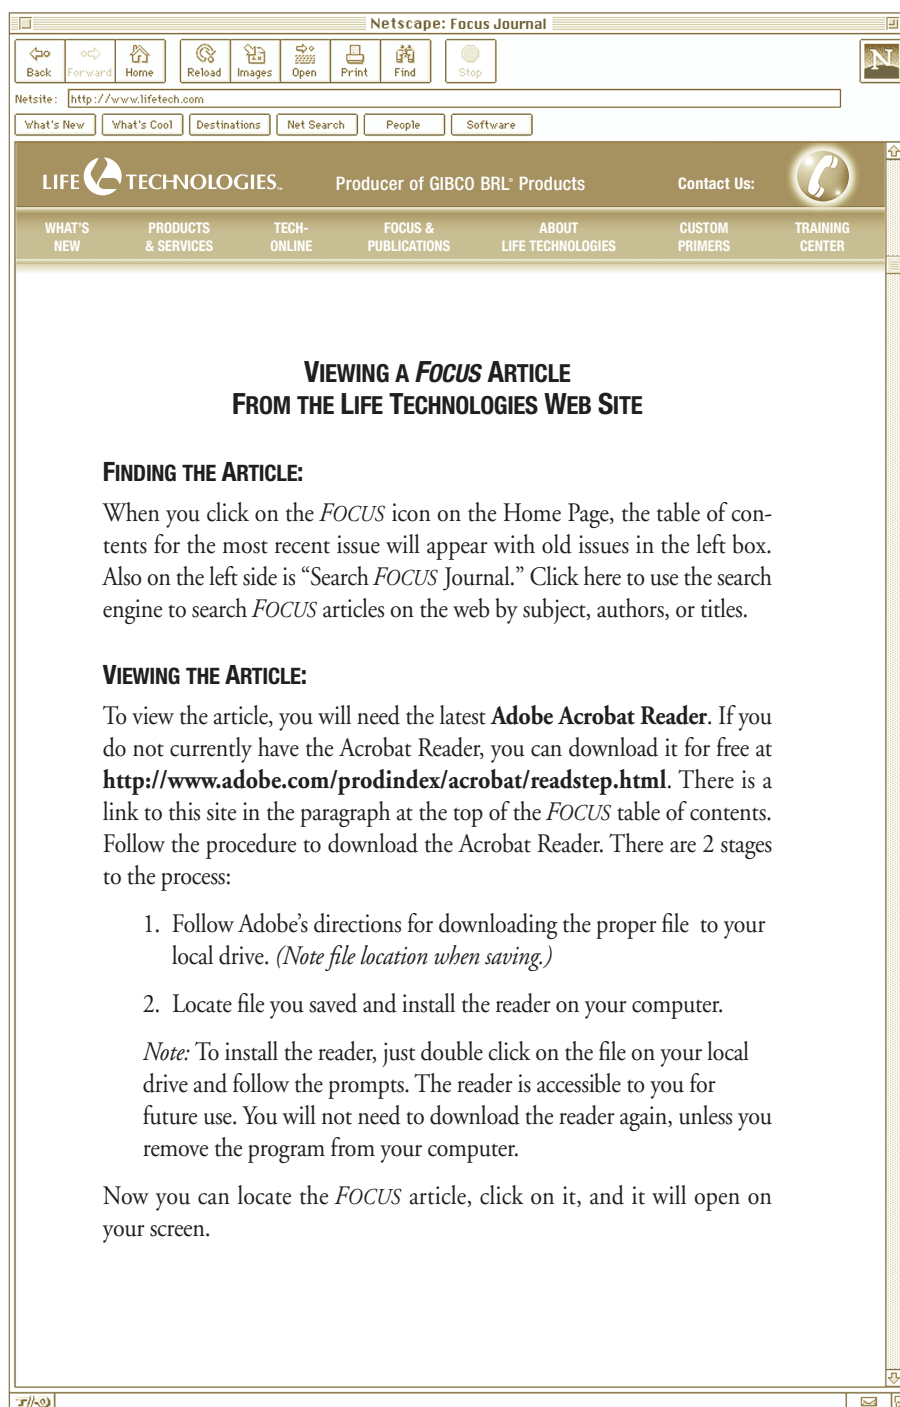 Netscape: Focus Journal
Back Forward Home Reload Images Open Print Find Stop
N
Netsite: http://www.lifetech.com
What's New What's Cool Destinations Net Search People Software
LIFE TECHNOLOGIES™ Producer of GIBCO BRL® Products Contact Us:
WHAT'S NEW PRODUCTS & SERVICES TECH-ONLINE FOCUS & PUBLICATIONS ABOUT LIFE TECHNOLOGIES CUSTOM PRIMERS TRAINING CENTER
VIEWING A FOCUS ARTICLE
FROM THE LIFE TECHNOLOGIES WEB SITE
FINDING THE ARTICLE:
When you click on the FOCUS icon on the Home Page, the table of con-
tents for the most recent issue will appear with old issues in the left box.
Also on the left side is “Search FOCUS Journal.” Click here to use the search
engine to search FOCUS articles on the web by subject, authors, or titles.
VIEWING THE ARTICLE:
To view the article, you will need the latest Adobe Acrobat Reader. If you
do not currently have the Acrobat Reader, you can download it for free at
http://www.adobe.com/prodindex/acrobat/readstep.html. There is a
link to this site in the paragraph at the top of the FOCUS table of contents.
Follow the procedure to download the Acrobat Reader. There are 2 stages
to the process:
1. Follow Adobe’s directions for downloading the proper file to your
local drive. (Note file location when saving.)
2. Locate file you saved and install the reader on your computer.
Note: To install the reader, just double click on the file on your local
drive and follow the prompts. The reader is accessible to you for
future use. You will not need to download the reader again, unless you
remove the program from your computer.
Now you can locate the FOCUS article, click on it, and it will open on
your screen.